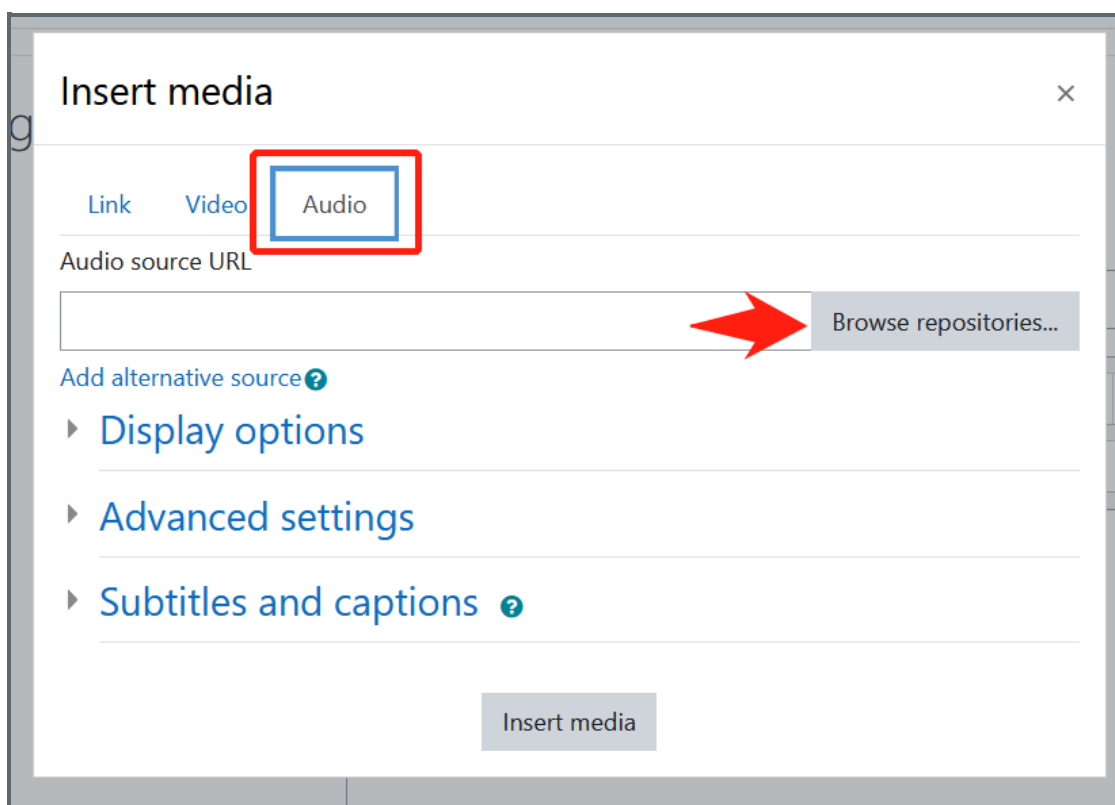 Insert media
×
g
Link Video Audio
Audio source URL
Browse repositories...
Add alternative source ?
Display options
Advanced settings
Subtitles and captions ?
Insert media